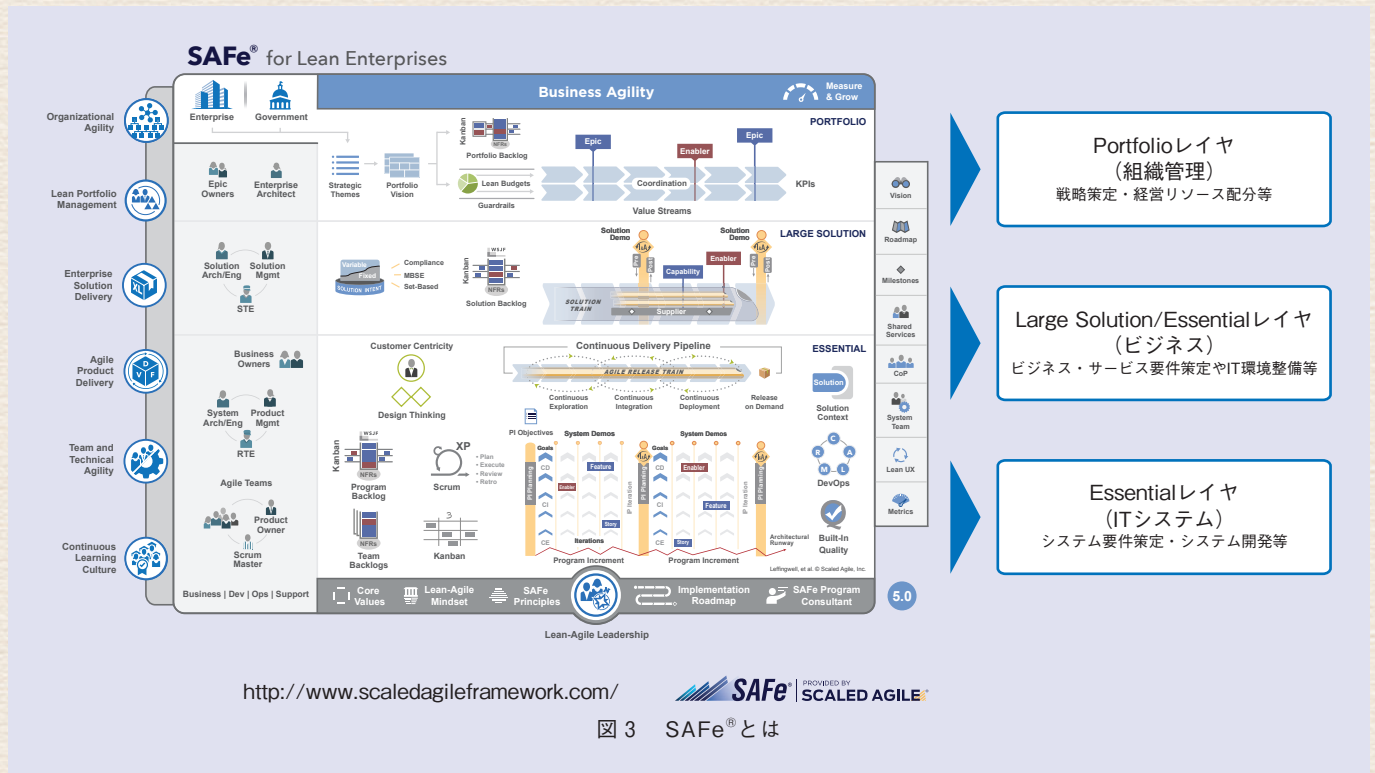 SAFe® for Lean Enterprises
Organizational
Agility
Lean Portfolio
Management
Enterprise
Solution
Delivery
Agile
Product
Delivery
Team and
Technical
Agility
Continuous
Learning
Culture
Enterprise
Government
Business Agility
Measure
& Grow
PORTFOLIO
Epic
Owners
Enterprise
Architect
Strategic
Themes
Portfolio
Vision
Kanban
NFRs
Portfolio Backlog
Lean Budgets
Guardrails
Epic
Enabler
Epic
Coordination
KPIs
Value Streams
LARGE SOLUTION
Solution
Arch/Eng
Solution
Mgmt
STE
Variable
Fixed
SOLUTION INTENT
Compliance
MBSE
Set-Based
Kanban
WSJF
NFRs
Solution Backlog
Solution
Demo
Solution
Demo
I&A
I&A
Pre
Post
Pre
Post
Capability
Enabler
SOLUTION
TRAIN
Supplier
ESSENTIAL
Business
Owners
System
Arch/Eng
Product
Mgmt
RTE
Agile Teams
Product
Owner
Scrum
Master
Business | Dev | Ops | Support
Customer Centricity
Design Thinking
Continuous Delivery Pipeline
AGILE RELEASE TRAIN
Continuous
Exploration
Continuous
Integration
Continuous
Deployment
Release
on Demand
Solution
Solution
Context
Kanban
WSJF
NFRs
Program
Backlog
XP
• Plan
• Execute
• Review
• Retro
Scrum
NFRs
Team
Backlogs
3
Kanban
PI Objectives
System Demos
System Demos
Goals
Goals
PI Planning
CD
CI
CE
Feature
Enabler
Story
IP Iteration
I&A
PI Planning
CD
CI
CE
Enabler
Feature
Story
IP Iteration
I&A
PI Planning
Iterations
Program Increment
Program Increment
Architectural
Runway
C
A
L
M
R
DevOps
Built-In
Quality
Leffingwell, et al. © Scaled Agile, Inc.
Vision
Roadmap
Milestones
Shared
Services
CoP
System
Team
Lean UX
Metrics
Core
Values
Lean-Agile
Mindset
SAFe
Principles
Implementation
Roadmap
SAFe Program
Consultant
Lean-Agile Leadership
5.0
XL
D
V
F
Portfolioレイヤ
(組織管理)
戦略策定・経営リソース配分等
Large Solution/Essentialレイヤ
(ビジネス)
ビジネス・サービス要件策定やIT環境整備等
Essentialレイヤ
(ITシステム)
システム要件策定・システム開発等
http://www.scaledagileframework.com/
SAFe® PROVIDED BY
SCALED AGILE®
図3 SAFe®とは